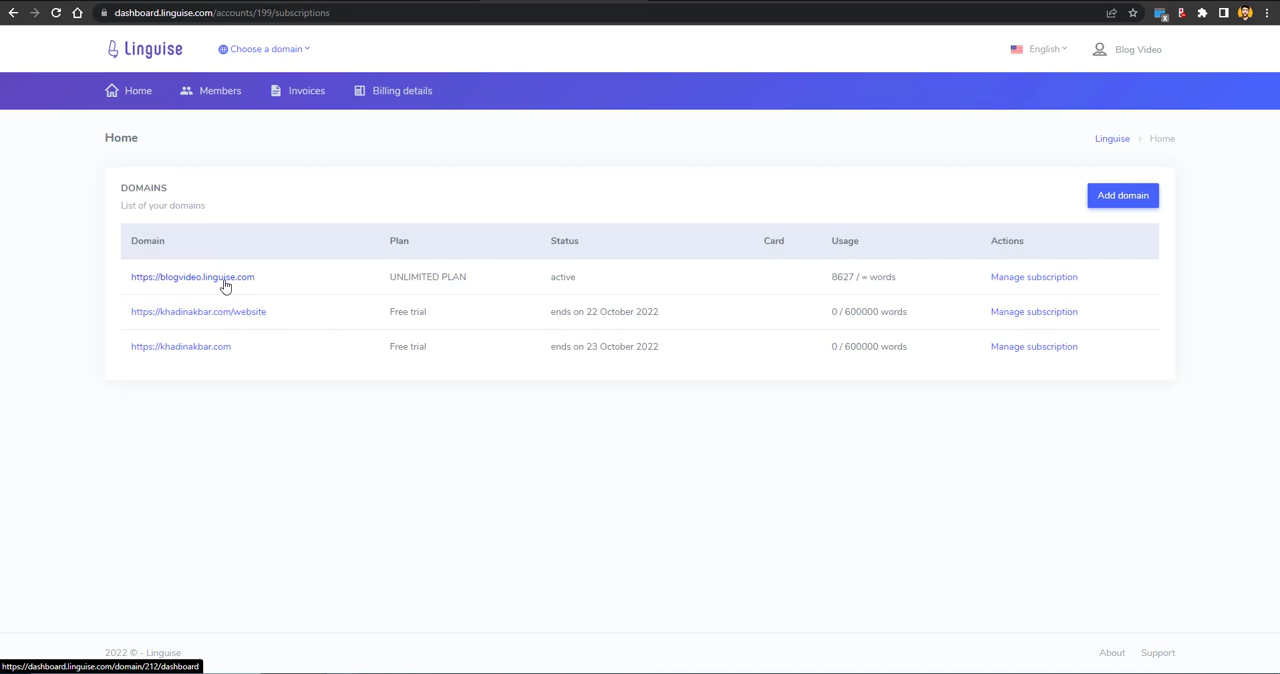 dashboard.linguise.com/accounts/199/subscriptions
Linguise
Choose a domain
English
Blog Video
Home
Members
Invoices
Billing details
Home
Linguise > Home
DOMAINS
List of your domains
Add domain
Domain Plan Status Card Usage Actions
https://blogvideo.linguise.com UNLIMITED PLAN active 8627 / ∞ words Manage subscription
https://khadinakbar.com/website Free trial ends on 22 October 2022 0 / 600000 words Manage subscription
https://khadinakbar.com Free trial ends on 23 October 2022 0 / 600000 words Manage subscription
2022 © - Linguise
About Support
https://dashboard.linguise.com/domain/212/dashboard